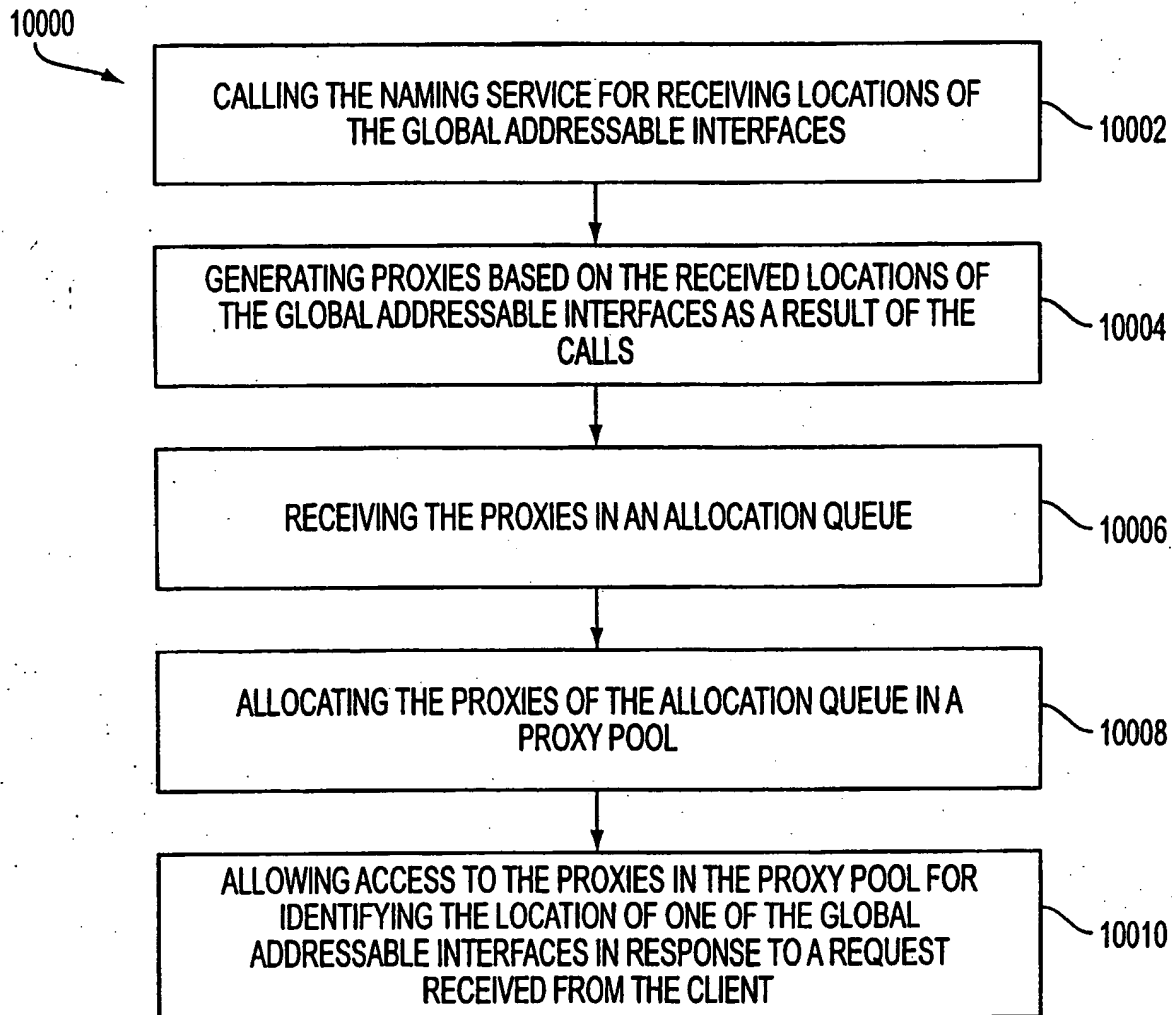 10000
CALLING THE NAMING SERVICE FOR RECEIVING LOCATIONS OF
THE GLOBAL ADDRESSABLE INTERFACES
10002
GENERATING PROXIES BASED ON THE RECEIVED LOCATIONS OF
THE GLOBAL ADDRESSABLE INTERFACES AS A RESULT OF THE
CALLS
10004
RECEIVING THE PROXIES IN AN ALLOCATION QUEUE
10006
ALLOCATING THE PROXIES OF THE ALLOCATION QUEUE IN A
PROXY POOL
10008
ALLOWING ACCESS TO THE PROXIES IN THE PROXY POOL FOR
IDENTIFYING THE LOCATION OF ONE OF THE GLOBAL
ADDRESSABLE INTERFACES IN RESPONSE TO A REQUEST
RECEIVED FROM THE CLIENT
10010